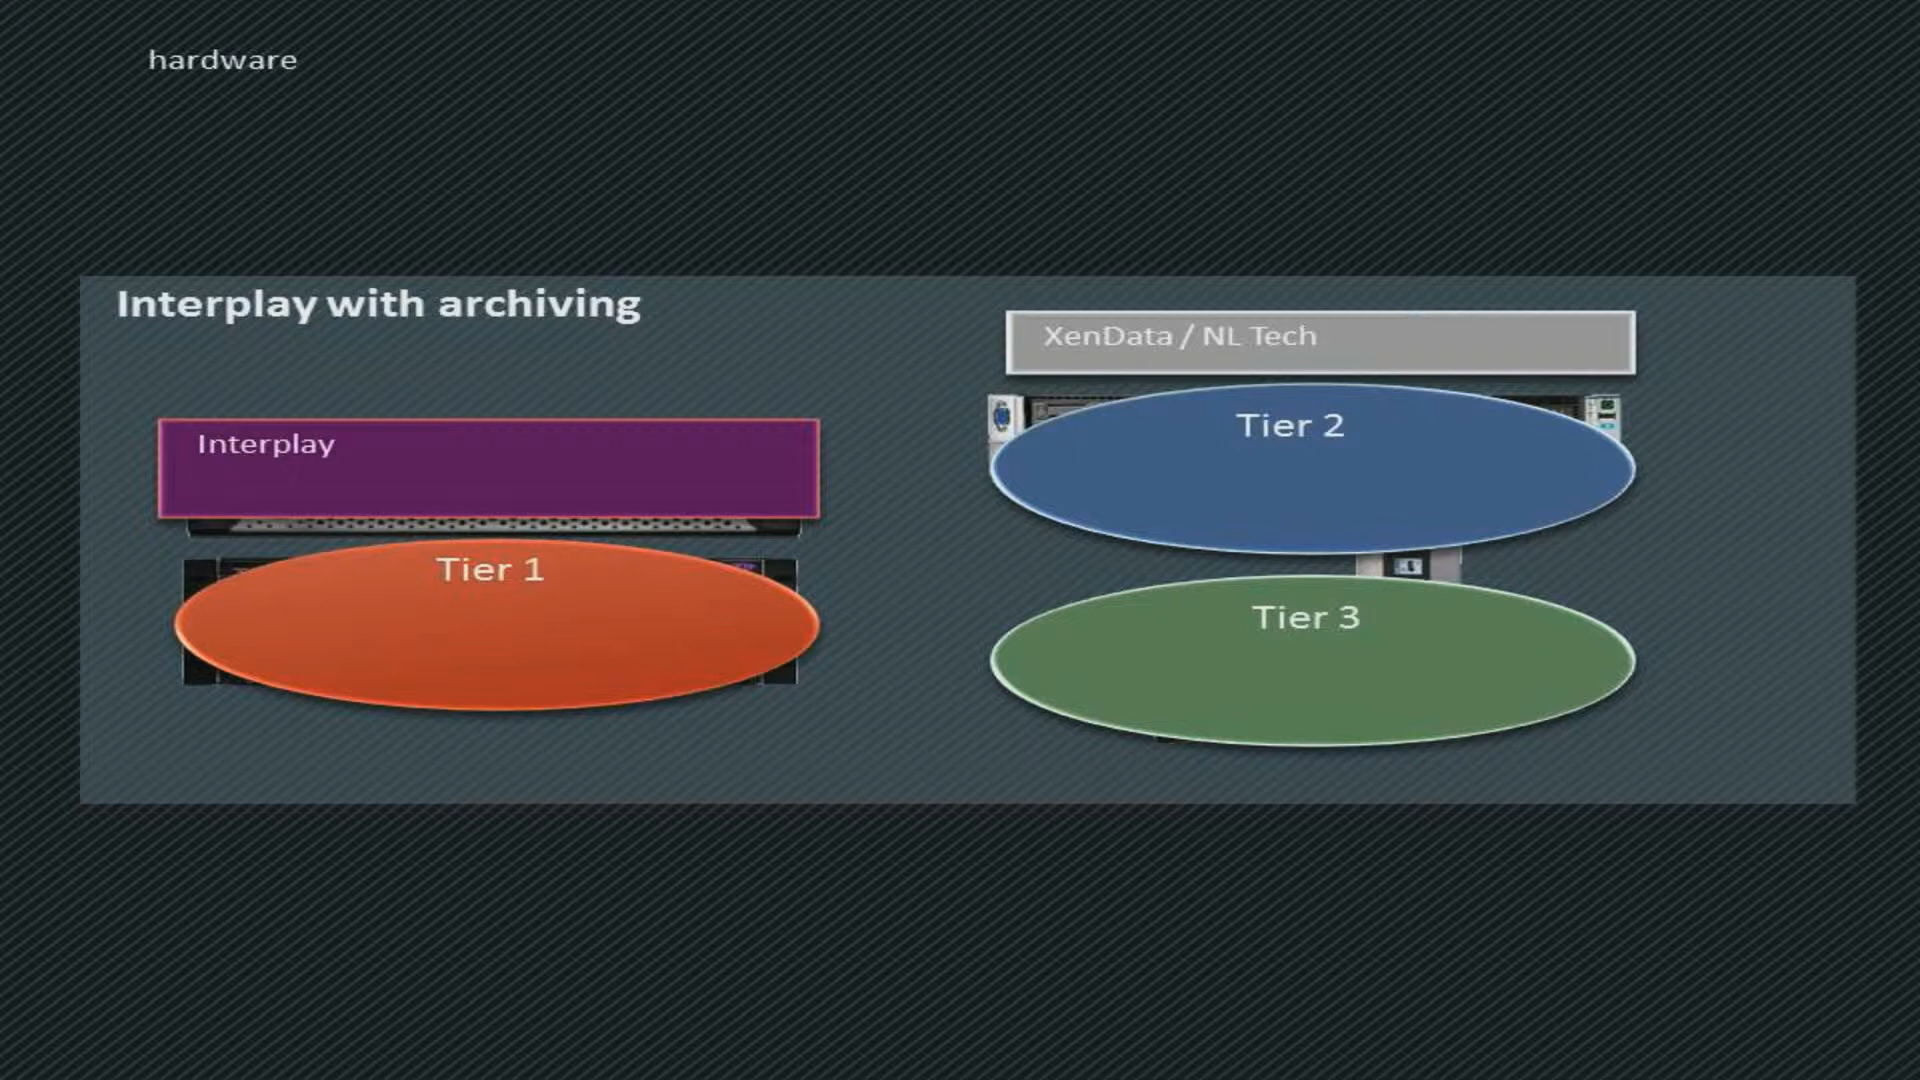 hardware
Interplay with archiving
XenData / NL Tech
Interplay
Tier 2
Tier 1
Tier 3